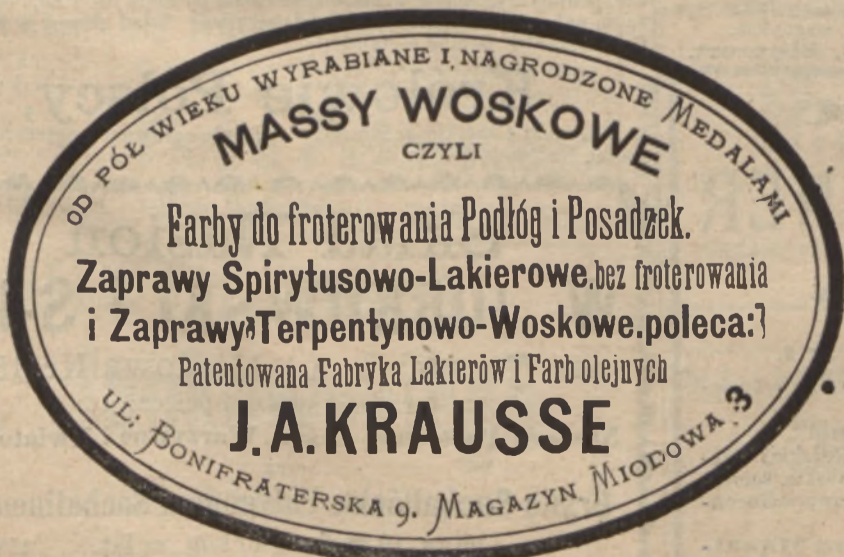 OD PÓŁ WIEKU WYRABIANE I NAGRODZONE MEDALAMI
MASSY WOSKOWE
CZYLI
Farby do froterowania Podłóg i Posadzek.
Zaprawy Spirytusowo-Lakierowe, bez froterowania
i Zaprawy Terpentynowo-Woskowe. poleca:
Patentowana Fabryka Lakierów i Farb olejnych
J. A. KRAUSSE
UL: BONIFRATERSKA 9. MAGAZYN MIODOWA 3